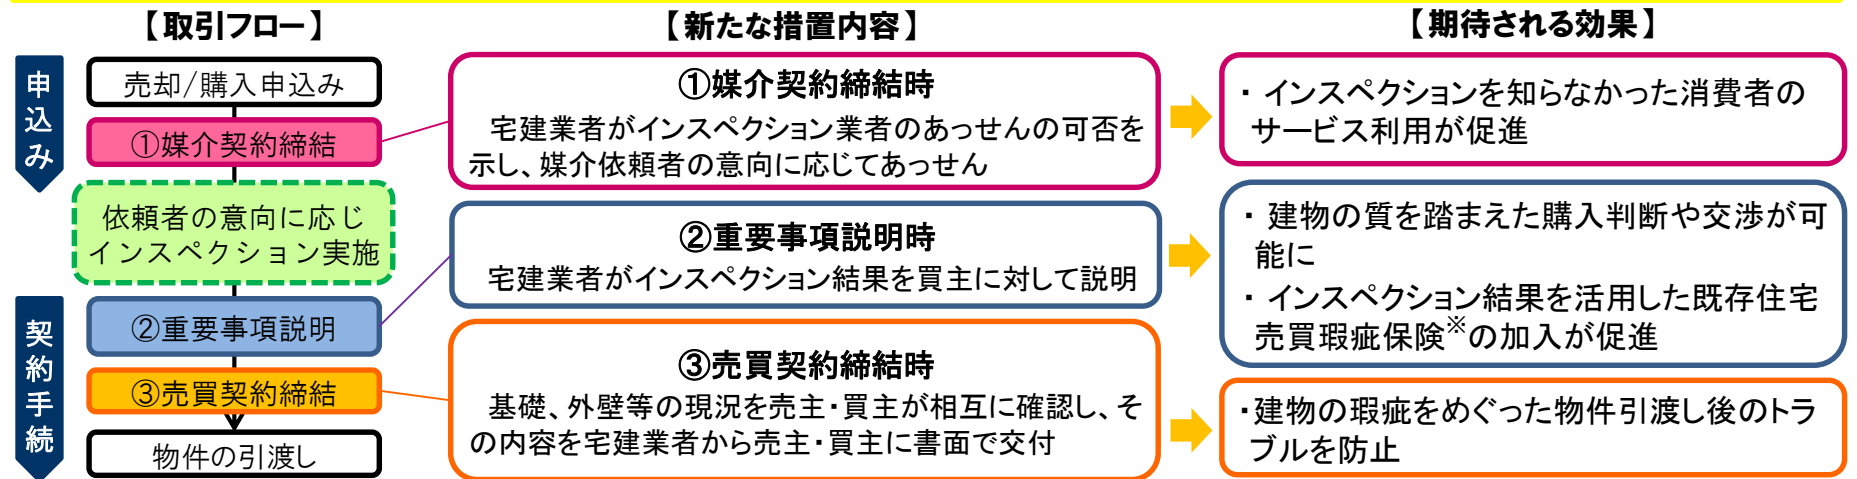 【取引フロー】
申込み
売却/購入申込み
①媒介契約締結
依頼者の意向に応じ
インスペクション実施
契約手続
②重要事項説明
③売買契約締結
物件の引渡し
【新たな措置内容】
①媒介契約締結時
宅建業者がインスペクション業者のあっせんの可否を
示し、媒介依頼者の意向に応じてあっせん
②重要事項説明時
宅建業者がインスペクション結果を買主に対して説明
③売買契約締結時
基礎、外壁等の現況を売主・買主が相互に確認し、そ
の内容を宅建業者から売主・買主に書面で交付
【期待される効果】
・インスペクションを知らなかった消費者の
サービス利用が促進
・建物の質を踏まえた購入判断や交渉が可
能に
・インスペクション結果を活用した既存住宅
売買瑕疵保険※の加入が促進
・建物の瑕疵をめぐった物件引渡し後のトラ
ブルを防止